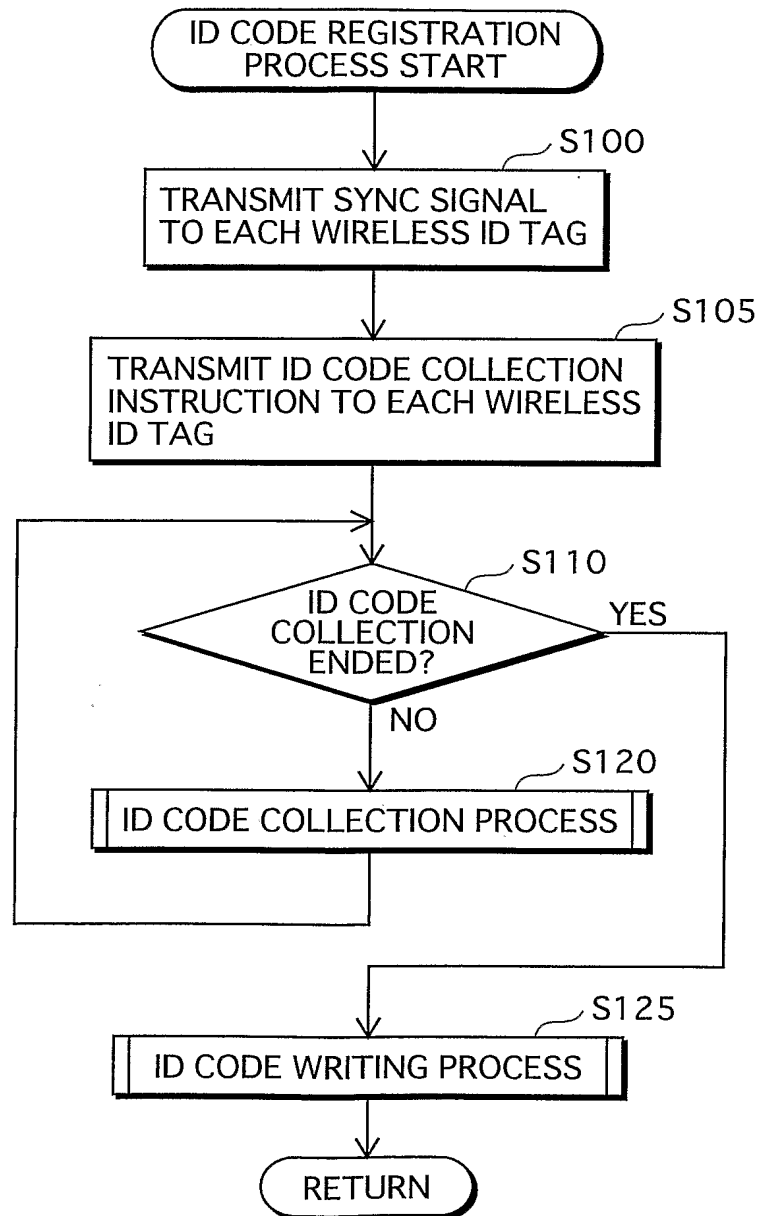 ID CODE REGISTRATION
PROCESS START
S100
TRANSMIT SYNC SIGNAL
TO EACH WIRELESS ID TAG
S105
TRANSMIT ID CODE COLLECTION
INSTRUCTION TO EACH WIRELESS
ID TAG
S110
ID CODE
COLLECTION
ENDED?
YES
NO
S120
ID CODE COLLECTION PROCESS
S125
ID CODE WRITING PROCESS
RETURN